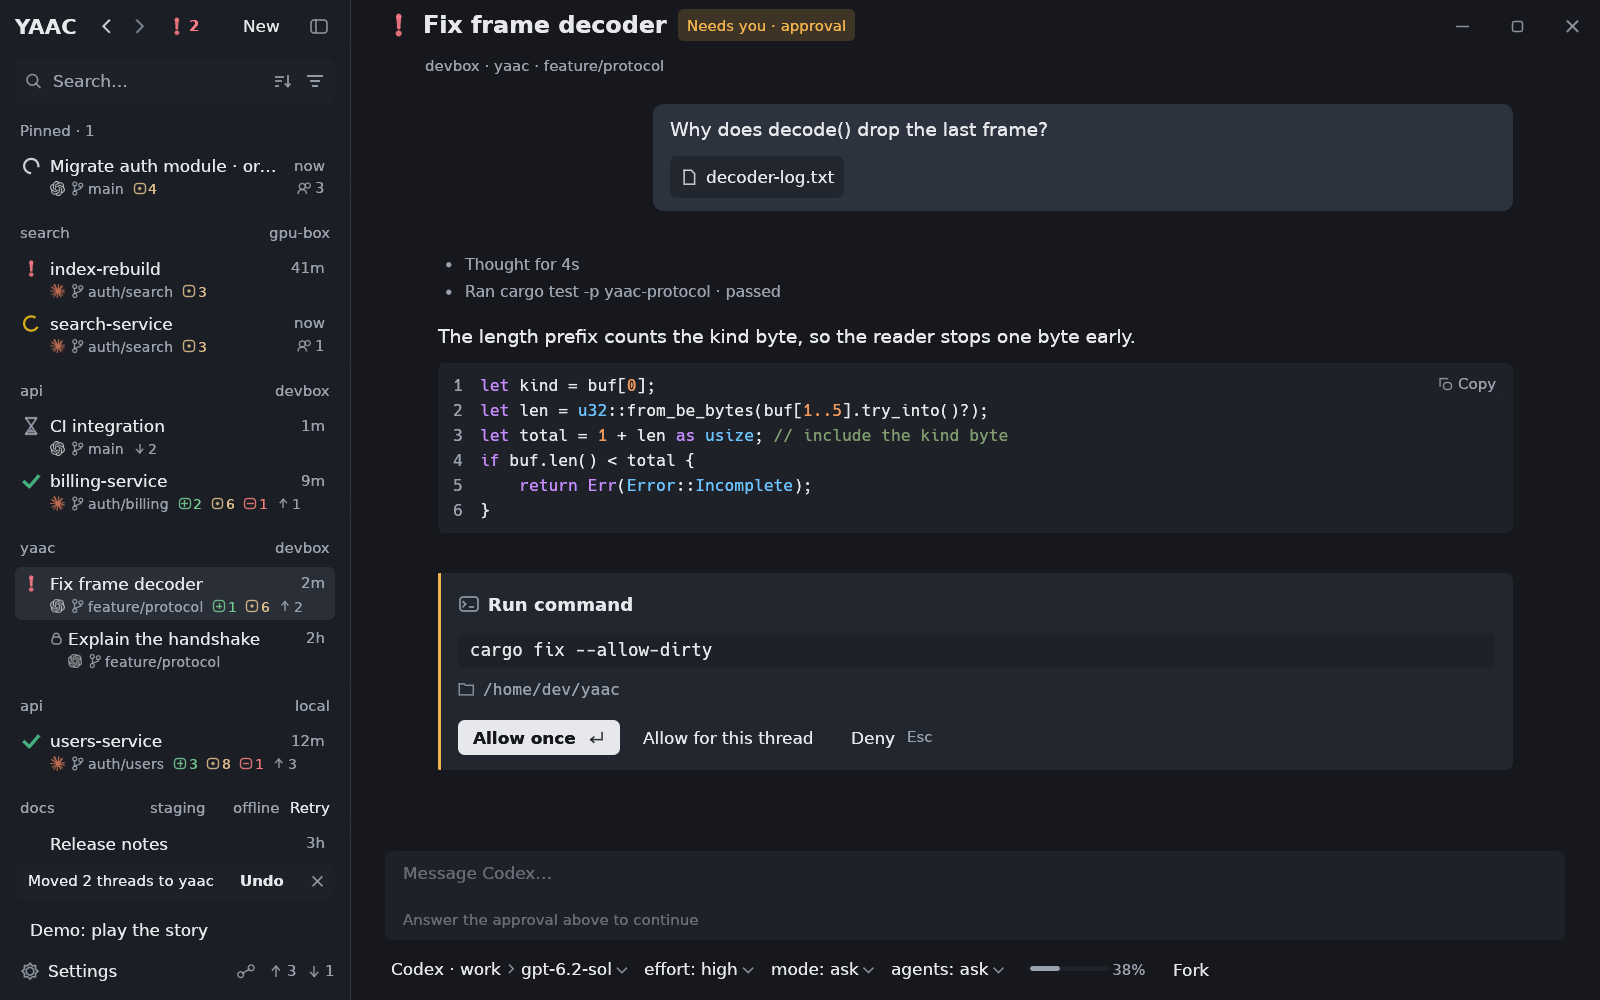 YAAC 2 New
Search...
Pinned · 1
Migrate auth module · or... now
main 4 3
search gpu-box
index-rebuild 41m
auth/search 3
search-service now
auth/search 3 1
api devbox
CI integration 1m
main ↓2
billing-service 9m
auth/billing 2 6 1 ↑1
yaac devbox
Fix frame decoder 2m
feature/protocol 1 6 ↑2
Explain the handshake 2h
feature/protocol
api local
users-service 12m
auth/users 3 8 1 ↑3
docs staging offline Retry
Release notes 3h
Moved 2 threads to yaac Undo
Demo: play the story
Settings ↑3 ↓1
Fix frame decoder Needs you · approval
devbox · yaac · feature/protocol
Why does decode() drop the last frame?
decoder-log.txt
• Thought for 4s
• Ran cargo test -p yaac-protocol · passed
The length prefix counts the kind byte, so the reader stops one byte early.
Copy
1 let kind = buf[0];
2 let len = u32::from_be_bytes(buf[1..5].try_into()?);
3 let total = 1 + len as usize; // include the kind byte
4 if buf.len() < total {
5     return Err(Error::Incomplete);
6 }
Run command
cargo fix --allow-dirty
/home/dev/yaac
Allow once Allow for this thread Deny Esc
Message Codex...
Answer the approval above to continue
Codex · work gpt-6.2-sol effort: high mode: ask agents: ask 38% Fork